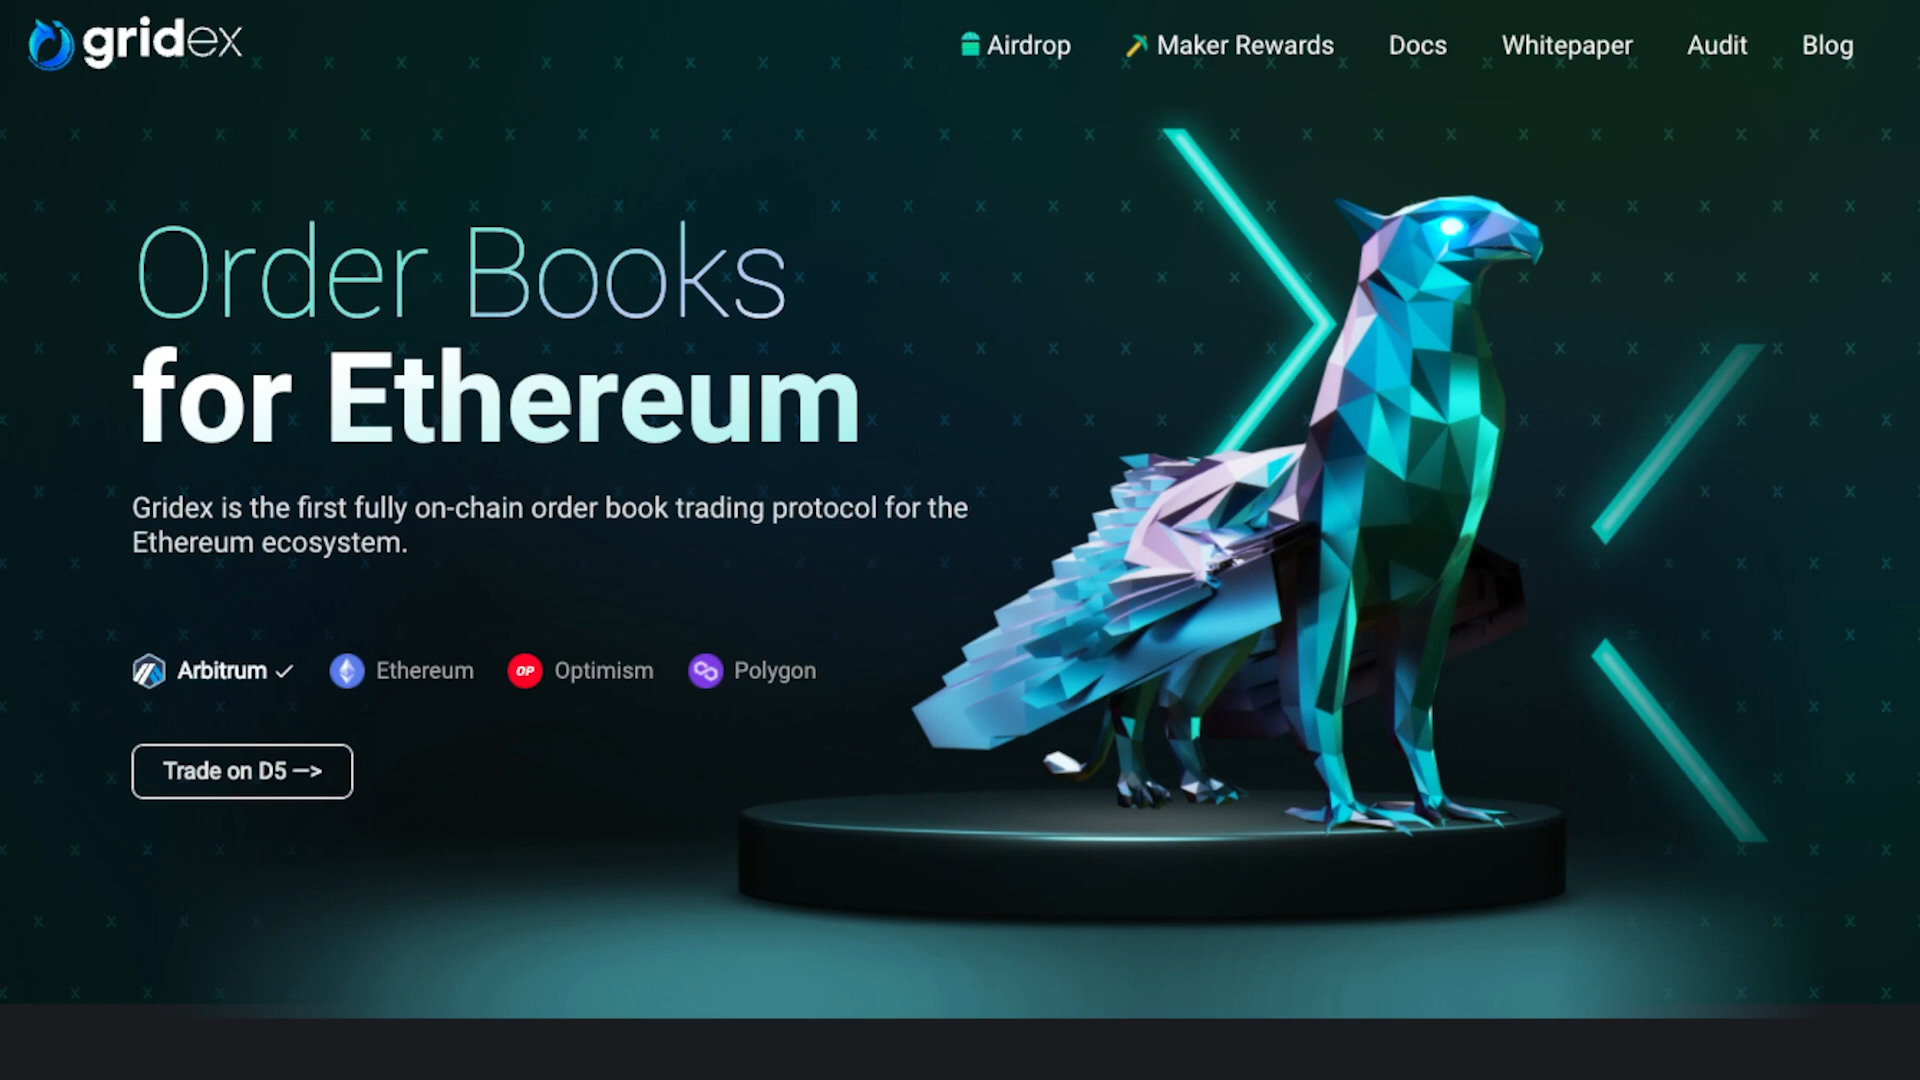 gridex
Airdrop
Maker Rewards
Docs
Whitepaper
Audit
Blog
Order Books
for Ethereum
Gridex is the first fully on-chain order book trading protocol for the
Ethereum ecosystem.
Arbitrum
Ethereum
OP
Optimism
Polygon
Trade on D5 —>